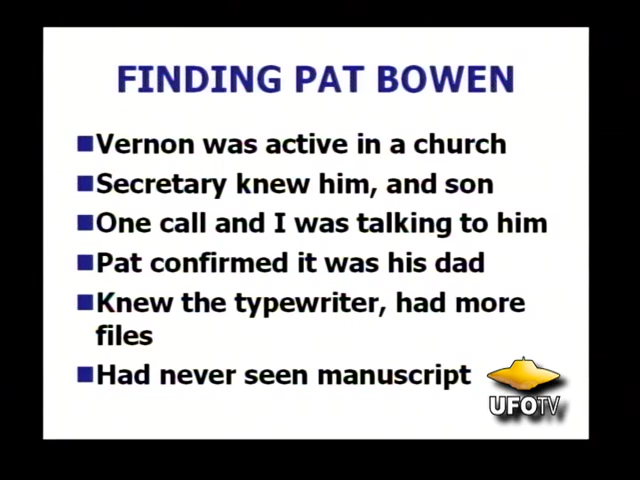 FINDING PAT BOWEN
Vernon was active in a church
Secretary knew him, and son
One call and I was talking to him
Pat confirmed it was his dad
Knew the typewriter, had more
files
Had never seen manuscript
UFOTV